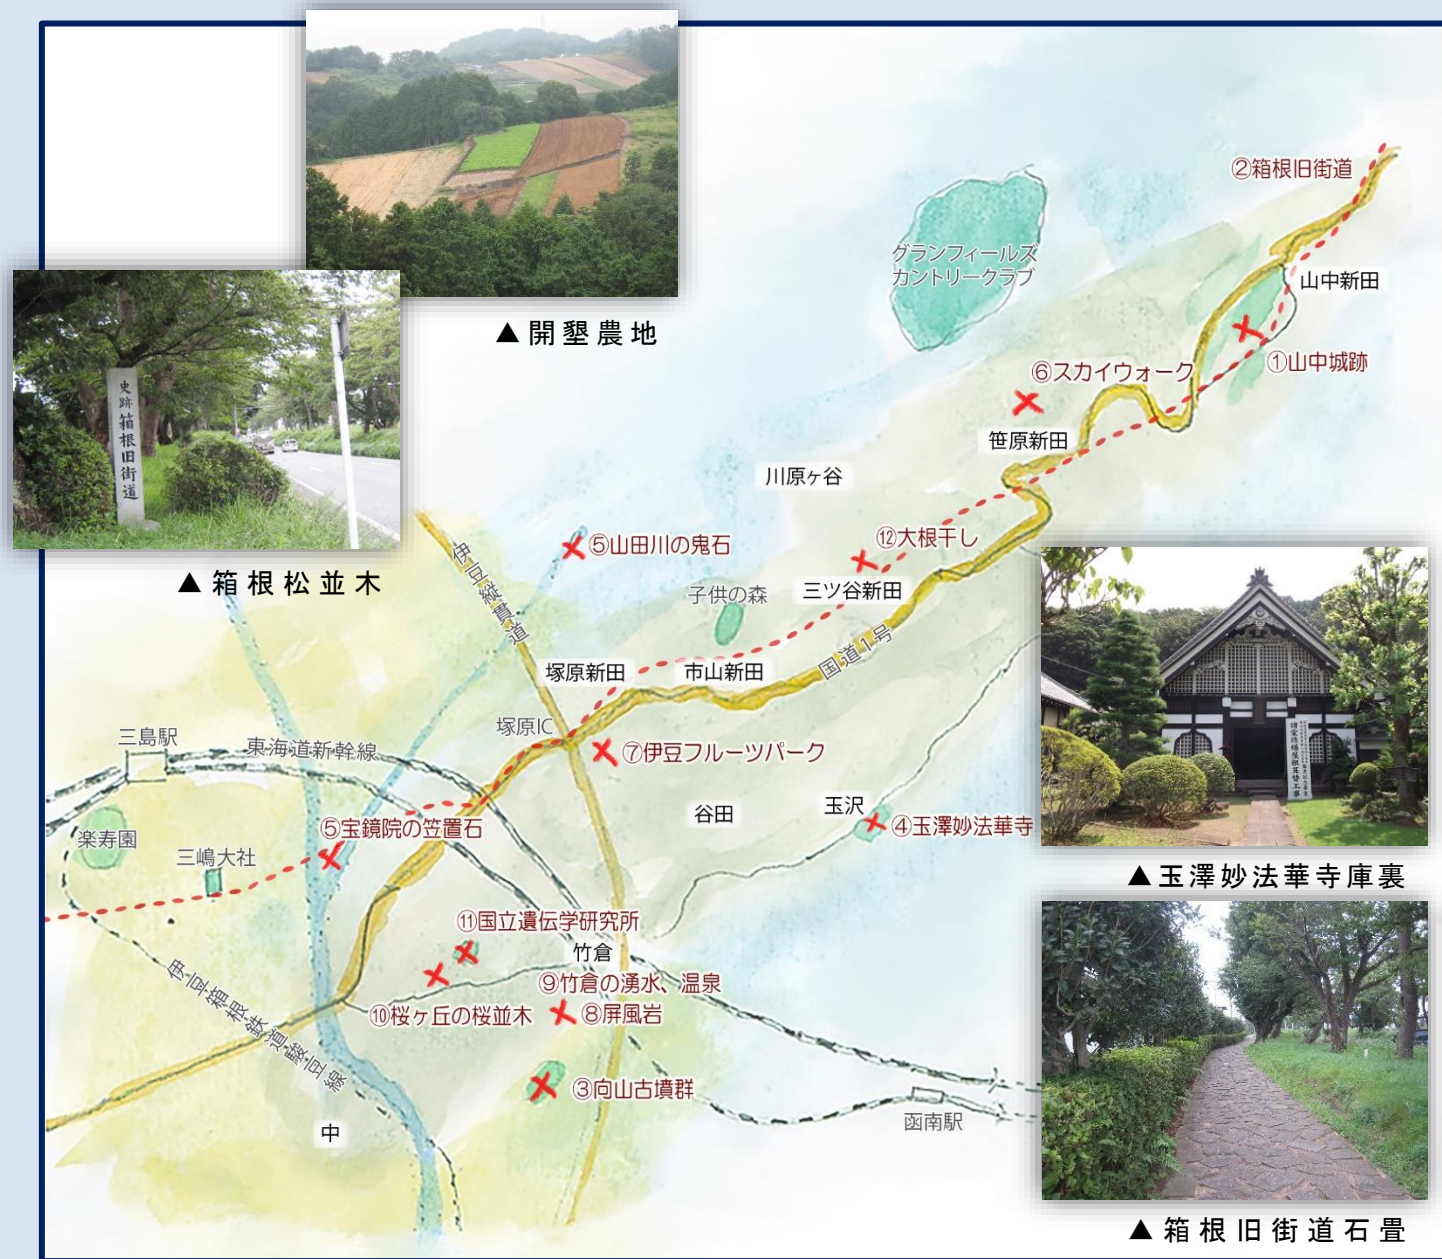 ▲開墾農地
史跡箱根旧街道
▲箱根松並木
②箱根旧街道
グランフィールズ
カントリークラブ
山中新田
①山中城跡
⑥スカイウォーク
笹原新田
川原ヶ谷
⑫大根干し
⑤山田川の鬼石
伊豆縦貫道
子供の森
三ツ谷新田
国道1号
塚原新田
市山新田
塚原IC
⑦伊豆フルーツパーク
三島駅
東海道新幹線
谷田
玉沢
④玉澤妙法華寺
楽寿園
三嶋大社
⑤宝鏡院の笠置石
▲玉澤妙法華寺庫裏
⑪国立遺伝学研究所
竹倉
⑨竹倉の湧水、温泉
⑩桜ヶ丘の桜並木
⑧屏風岩
伊豆箱根鉄道駿豆線
③向山古墳群
函南駅
中
▲箱根旧街道石畳